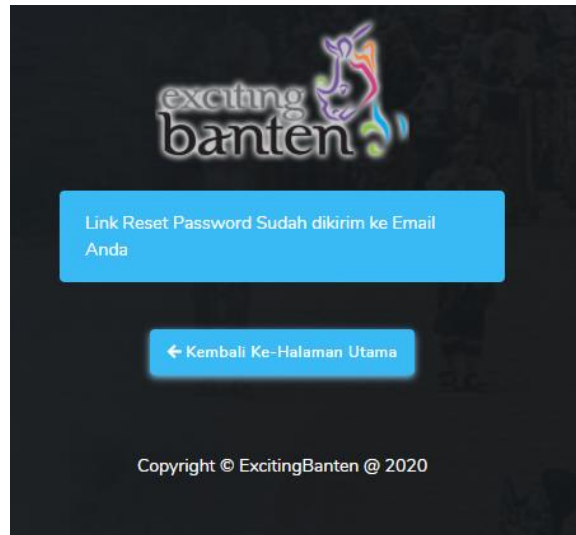 exciting
banten
Link Reset Password Sudah dikirim ke Email
Anda
Kembali Ke-Halaman Utama
Copyright © ExcitingBanten @ 2020